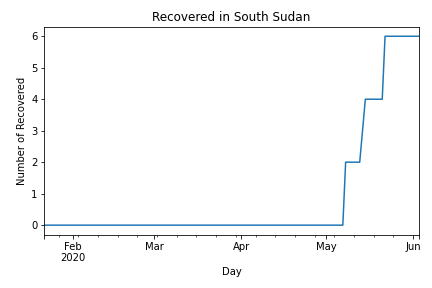 Recovered in South Sudan
Number of Recovered
6
5
4
3
2
1
0
Feb
2020
Mar
Apr
May
Jun
Day